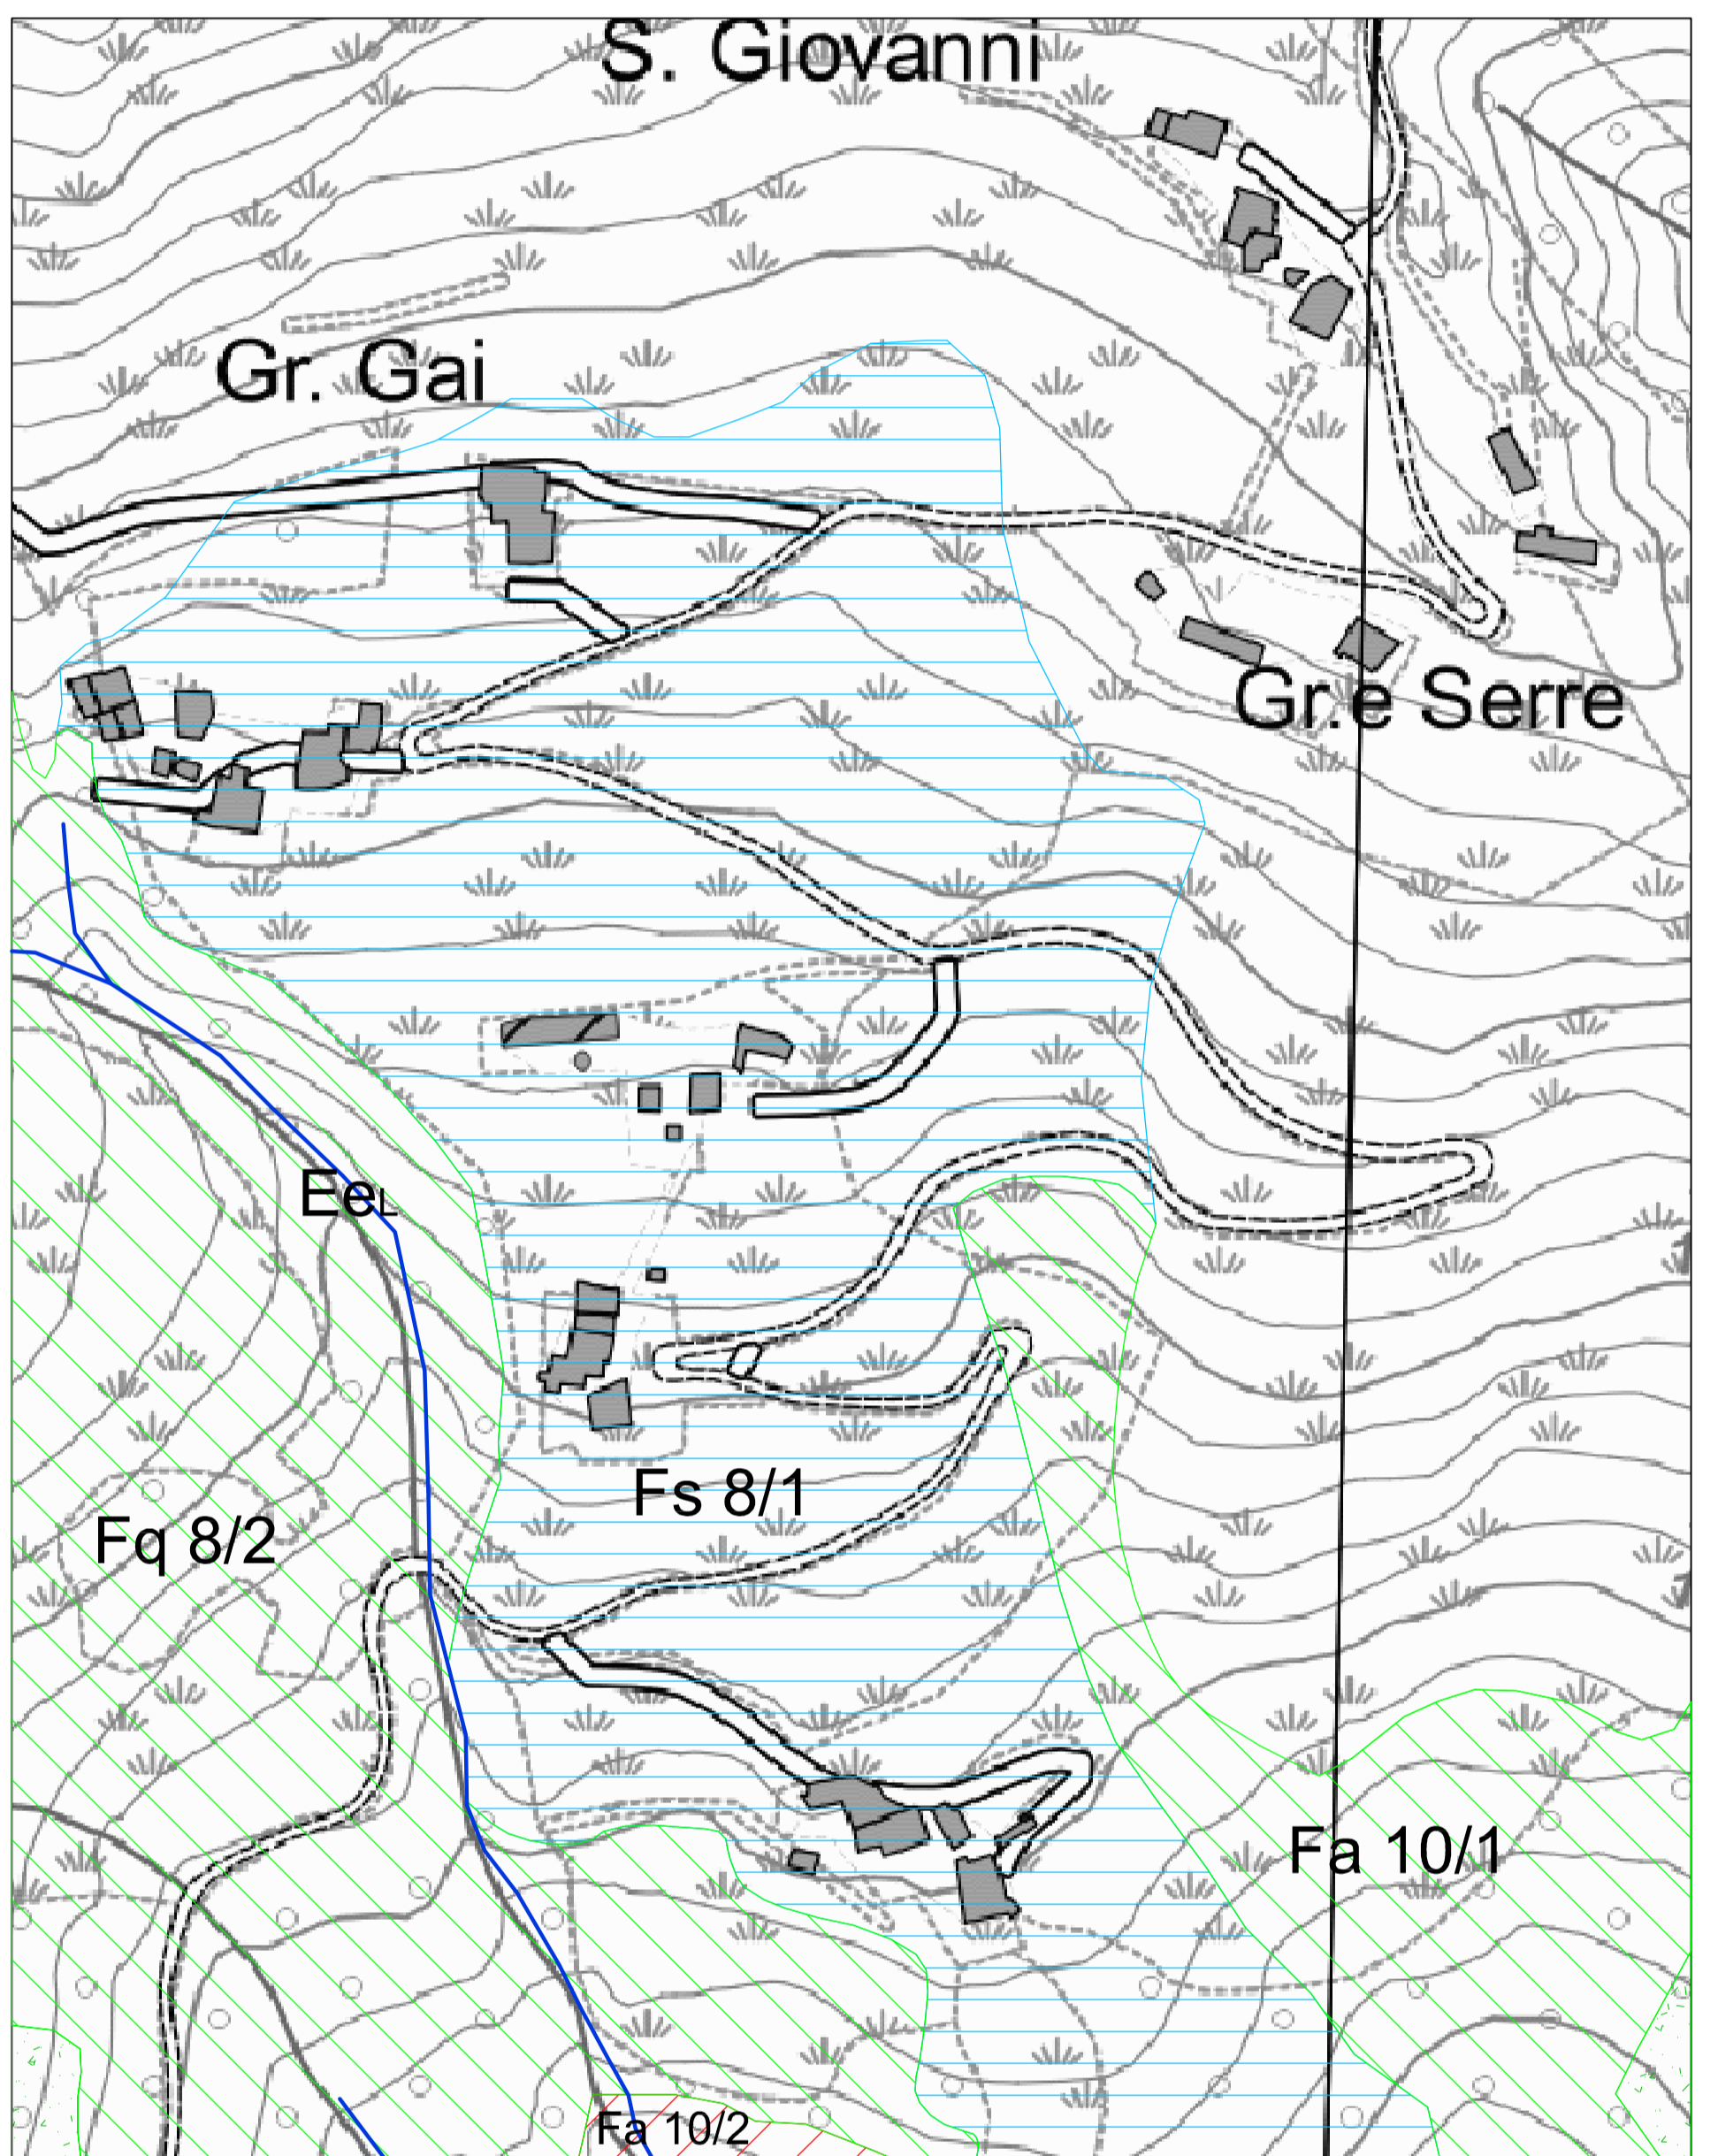 S. Giovanni
Gr. Gai
Gr.e Serre
EeL
Fs 8/1
Fq 8/2
Fa 10/1
Fa 10/2